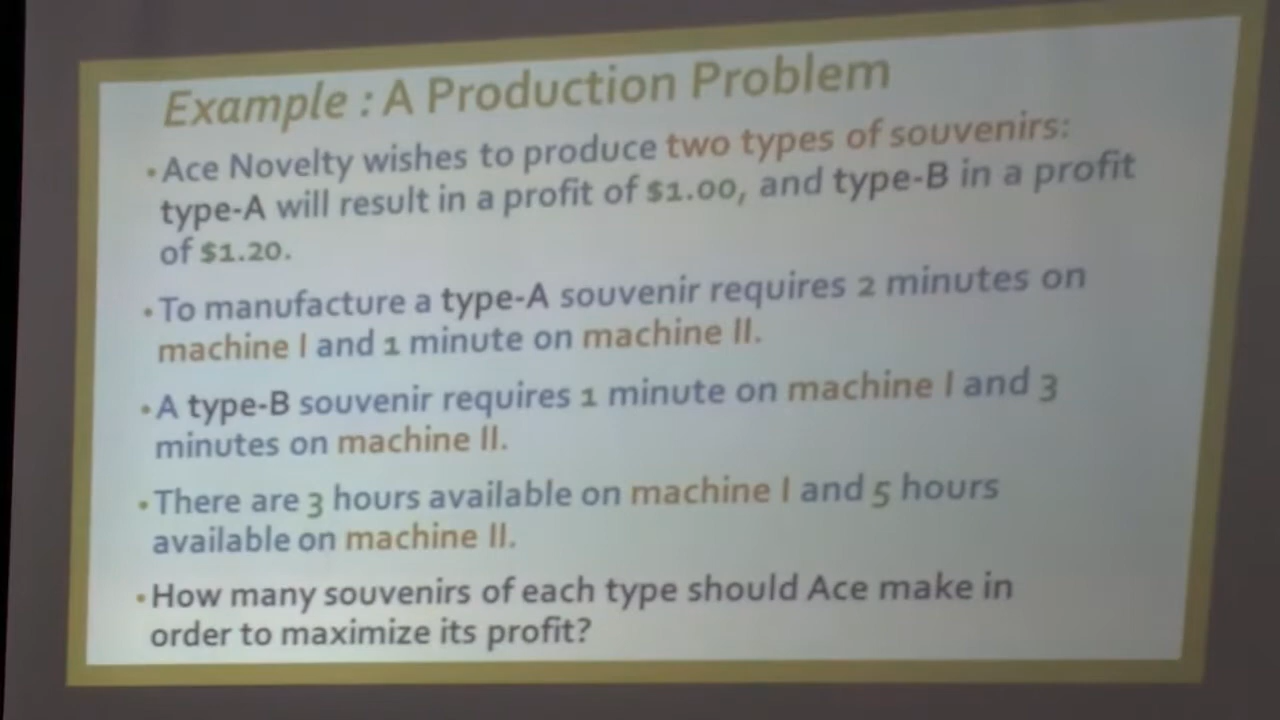 Example : A Production Problem
•Ace Novelty wishes to produce two types of souvenirs:
type-A will result in a profit of $1.00, and type-B in a profit
of $1.20.
•To manufacture a type-A souvenir requires 2 minutes on
machine I and 1 minute on machine II.
•A type-B souvenir requires 1 minute on machine I and 3
minutes on machine II.
•There are 3 hours available on machine I and 5 hours
available on machine II.
•How many souvenirs of each type should Ace make in
order to maximize its profit?